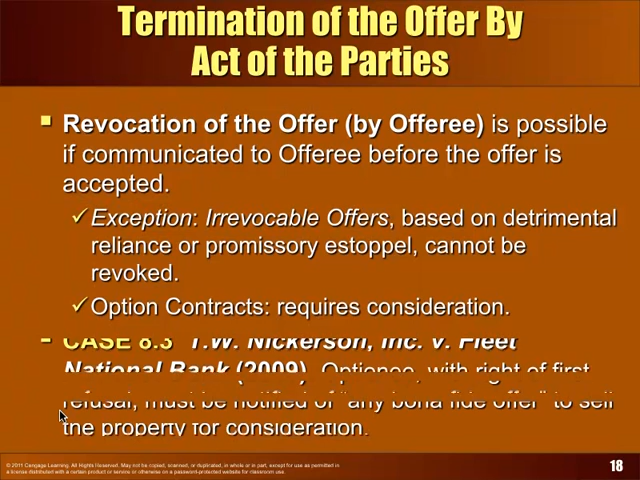 Termination of the Offer By
Act of the Parties
Revocation of the Offer (by Offeree) is possible
if communicated to Offeree before the offer is
accepted.
Exception: Irrevocable Offers, based on detrimental
reliance or promissory estoppel, cannot be
revoked.
Option Contracts: requires consideration.
CASE 8.3 T.W. Nickerson, Inc. v. Fleet
National Bank (2009). Optionee, with right of first
refusal, must be notified of "any bona fide offer" to sell
the property for consideration.
© 2011 Cengage Learning. All Rights Reserved. May not be copied, scanned, or duplicated, in whole or in part, except for use as permitted in
a license distributed with a certain product or service or otherwise on a password-protected website for classroom use.
18